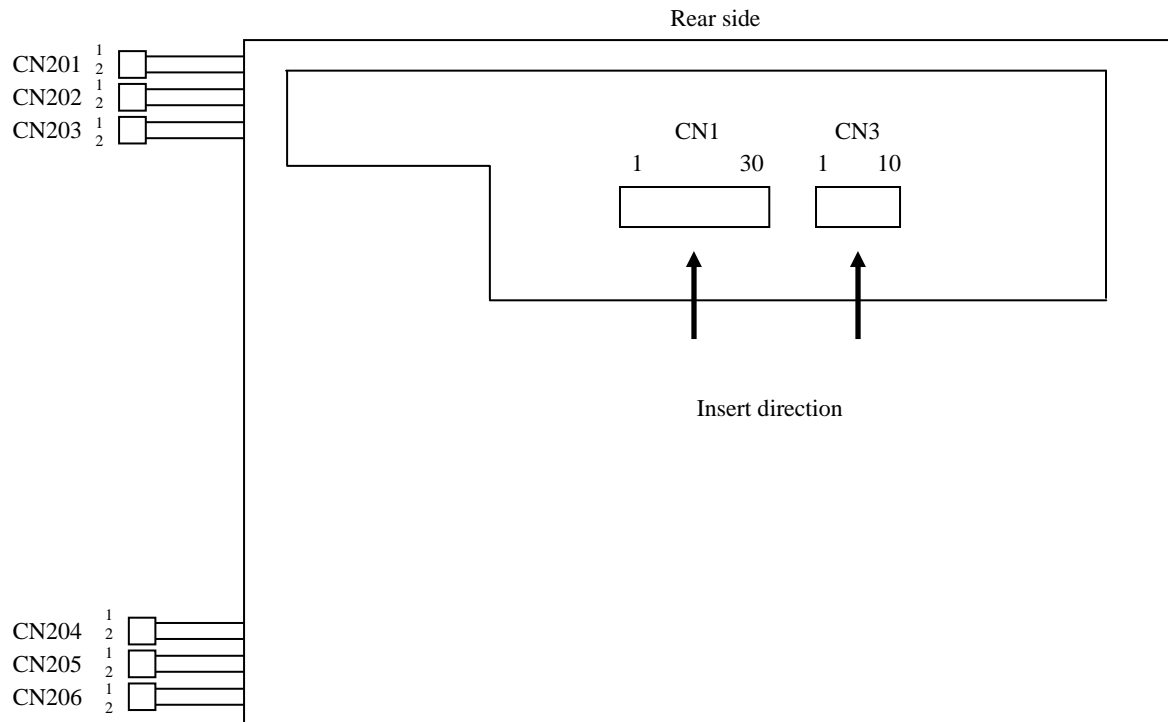 Rear side
CN201 1 2
CN202 1 2
CN203 1 2
CN1 CN3
1 30 1 10
Insert direction
CN204 1 2
CN205 1 2
CN206 1 2